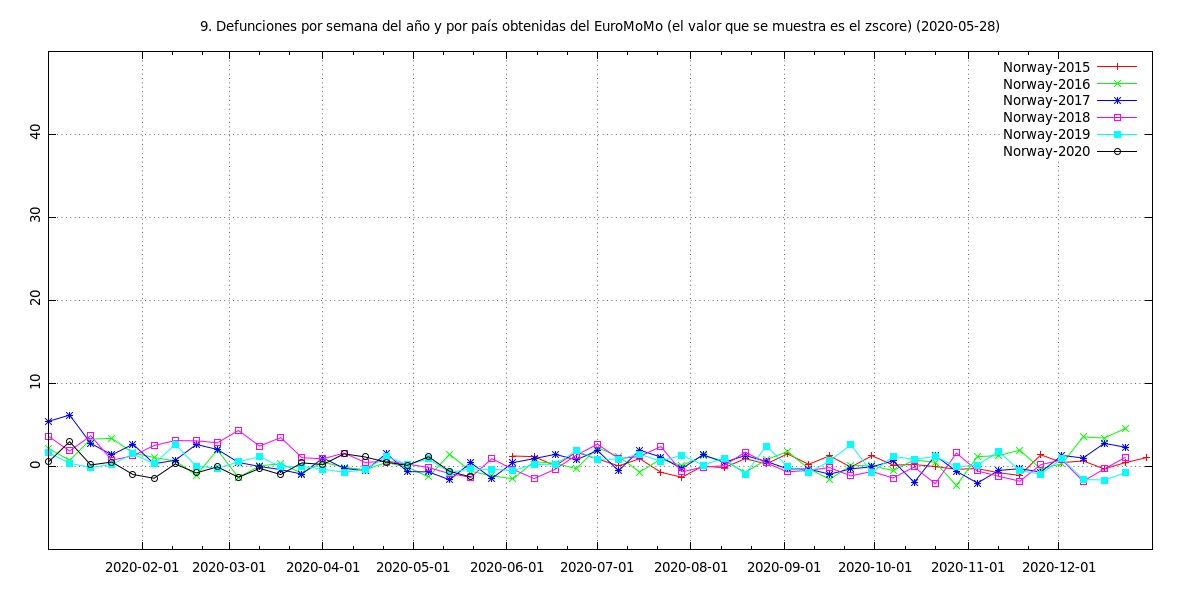 9. Defunciones por semana del año y por país obtenidas del EuroMoMo (el valor que se muestra es el zscore) (2020-05-28)
Norway-2015
Norway-2016
Norway-2017
Norway-2018
Norway-2019
Norway-2020
40
30
20
10
0
2020-02-01 2020-03-01 2020-04-01 2020-05-01 2020-06-01 2020-07-01 2020-08-01 2020-09-01 2020-10-01 2020-11-01 2020-12-01